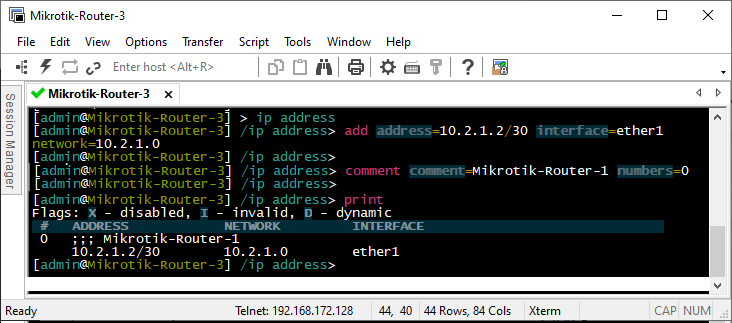 Mikrotik-Router-3
File Edit View Options Transfer Script Tools Window Help
Enter host <Alt+R>
Session Manager
Mikrotik-Router-3
[admin@Mikrotik-Router-3] > ip address
[admin@Mikrotik-Router-3] /ip address> add address=10.2.1.2/30 interface=ether1
network=10.2.1.0
[admin@Mikrotik-Router-3] /ip address>
[admin@Mikrotik-Router-3] /ip address> comment comment=Mikrotik-Router-1 numbers=0
[admin@Mikrotik-Router-3] /ip address>
[admin@Mikrotik-Router-3] /ip address> print
Flags: X - disabled, I - invalid, D - dynamic
# ADDRESS NETWORK INTERFACE
0 ;;; Mikrotik-Router-1
10.2.1.2/30 10.2.1.0 ether1
[admin@Mikrotik-Router-3] /ip address>
Ready Telnet: 192.168.172.128 44, 40 44 Rows, 84 Cols Xterm CAP NUM